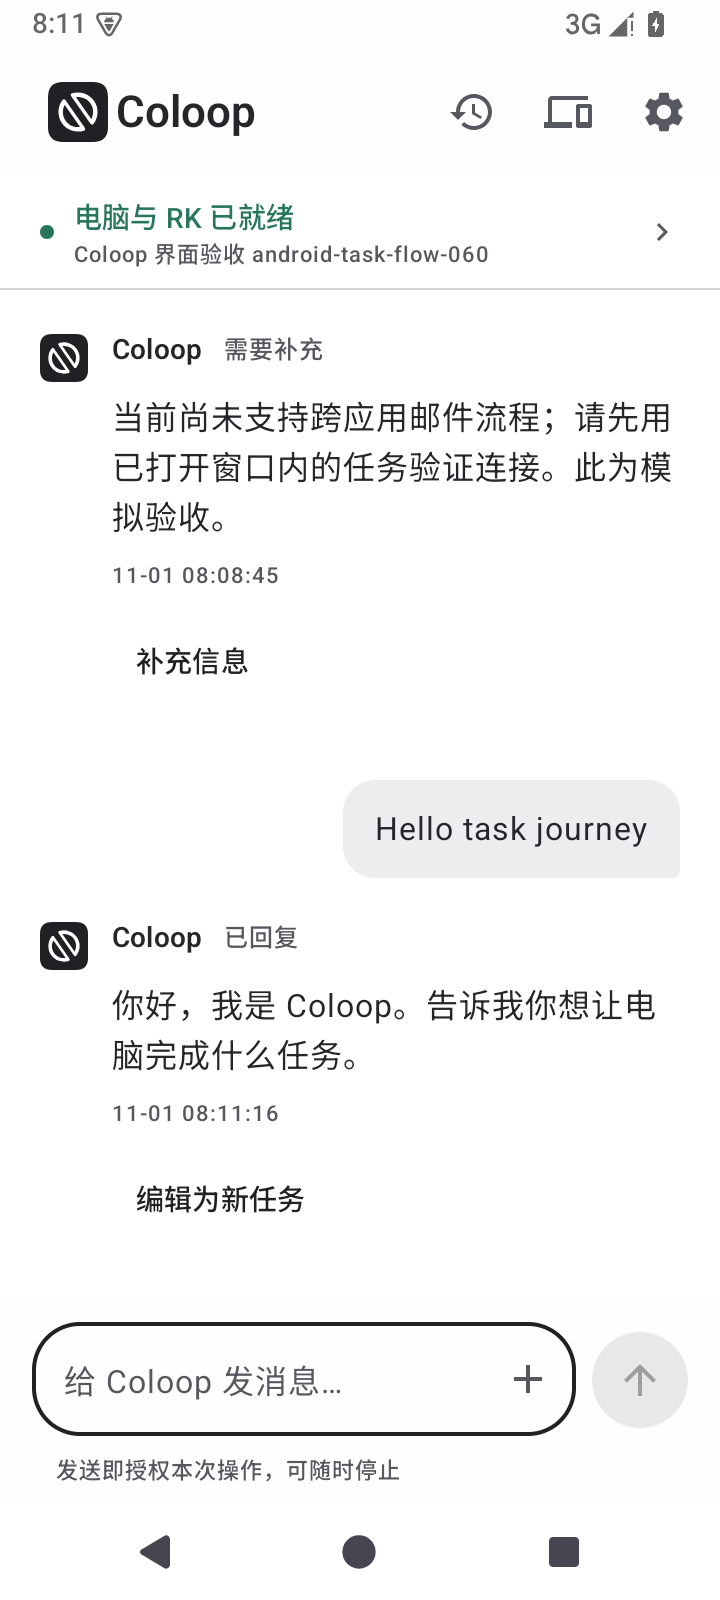 8:11
3G
Coloop
电脑与 RK 已就绪
Coloop 界面验收 android-task-flow-060
Coloop 需要补充
当前尚未支持跨应用邮件流程；请先用
已打开窗口内的任务验证连接。此为模
拟验收。
11-01 08:08:45
补充信息
Hello task journey
Coloop 已回复
你好，我是 Coloop。告诉我你想让电
脑完成什么任务。
11-01 08:11:16
编辑为新任务
给 Coloop 发消息…
发送即授权本次操作，可随时停止